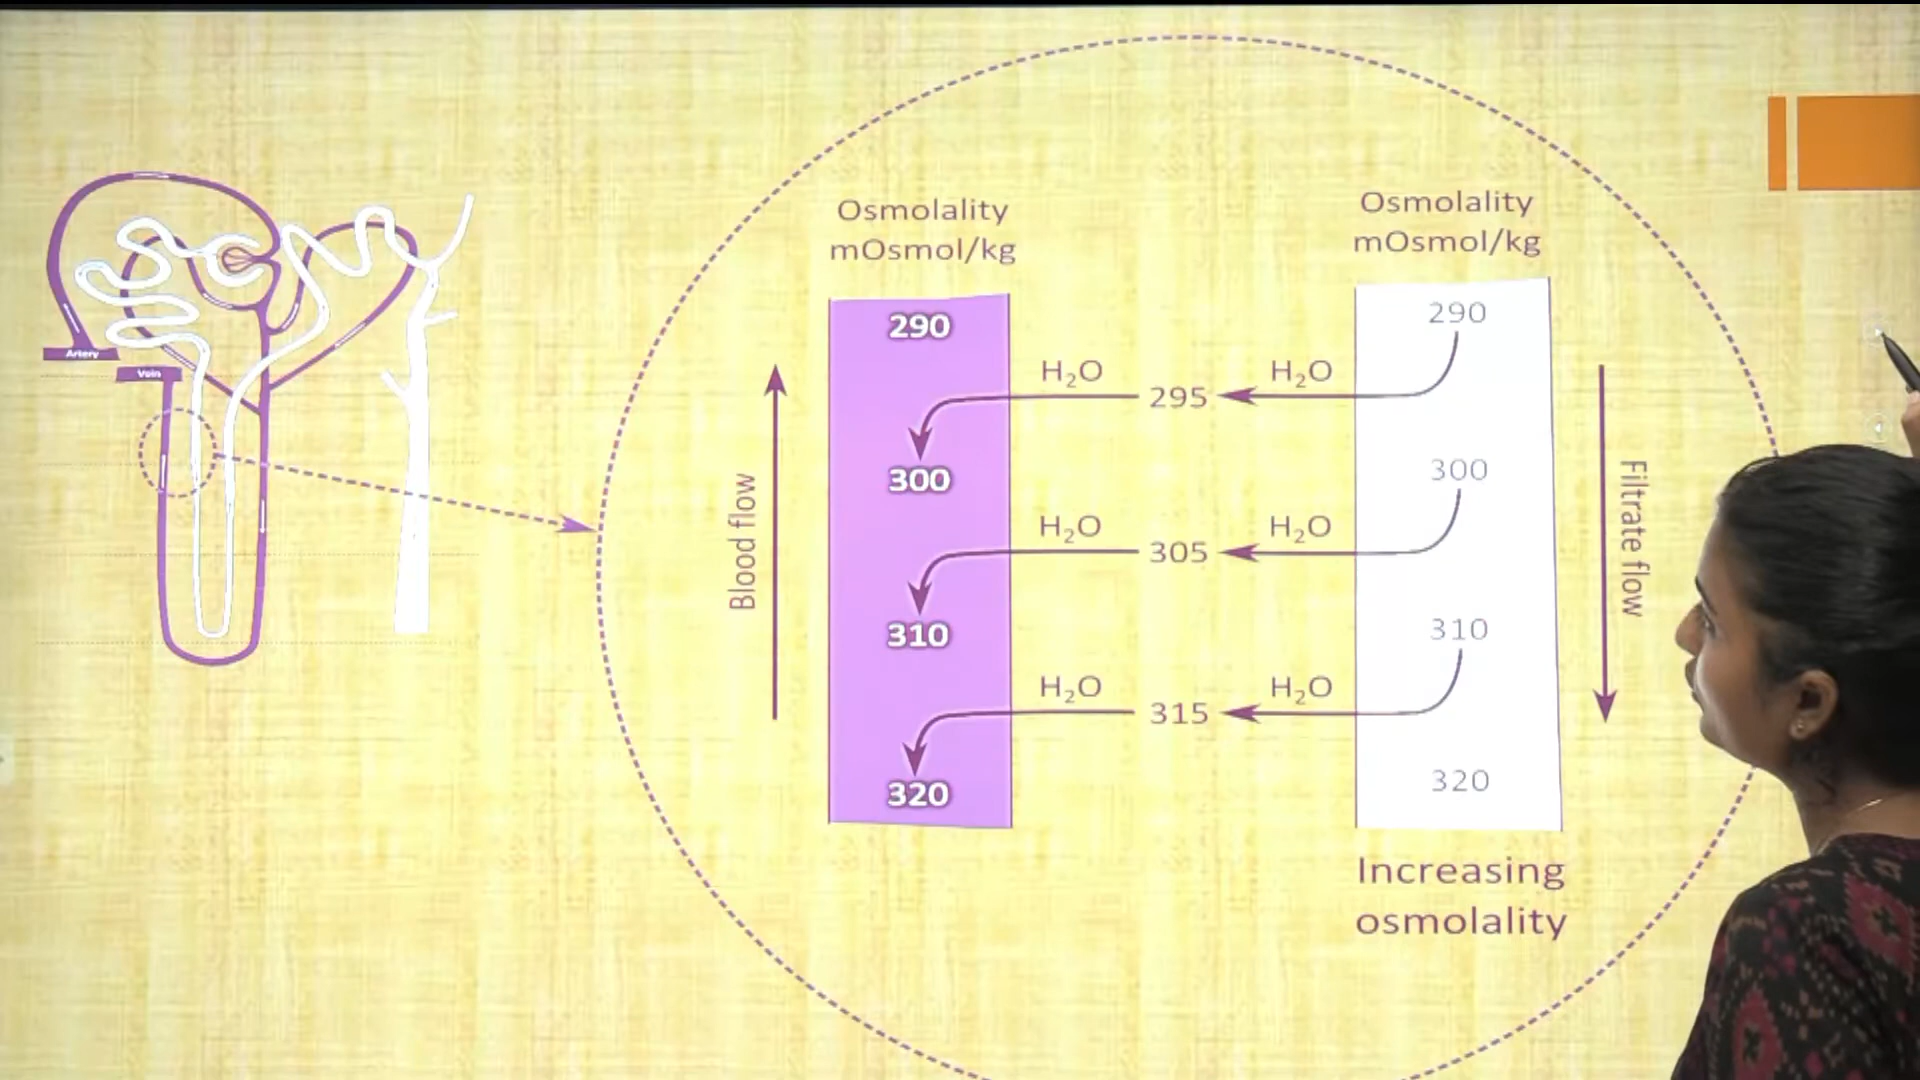 Artery
Vein
Osmolality
mOsmol/kg
Osmolality
mOsmol/kg
290
290
H₂O
295
H₂O
300
300
H₂O
305
H₂O
310
310
H₂O
315
H₂O
320
320
Blood flow
Filtrate flow
Increasing
osmolality